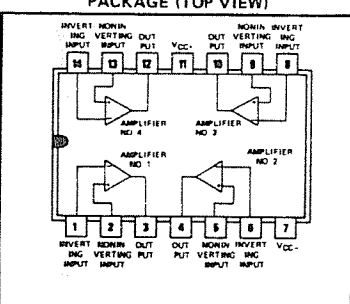 PACKAGE (TOP VIEW)
INVERT NONIN OUT OUT NONIN INVERT
ING VERTING PUT VCC+ PUT VERTING ING
INPUT INPUT INPUT INPUT
14 13 12 11 10 9 8
AMPLIFIER AMPLIFIER
NO 4 NO 3
AMPLIFIER AMPLIFIER
NO 1 NO 2
1 2 3 4 5 6 7
INVERT NONIN OUT OUT NONIN INVERT VCC-
ING VERTING PUT PUT VERTING ING
INPUT INPUT INPUT INPUT